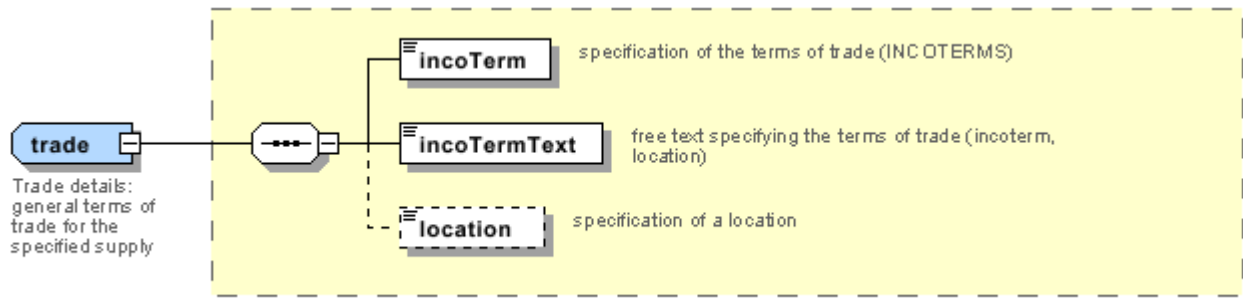 incoTerm
specification of the terms of trade (INCOTERMS)
trade
Trade details:
general terms of
trade for the
specified supply
incoTermText
free text specifying the terms of trade (incoterm,
location)
location
specification of a location